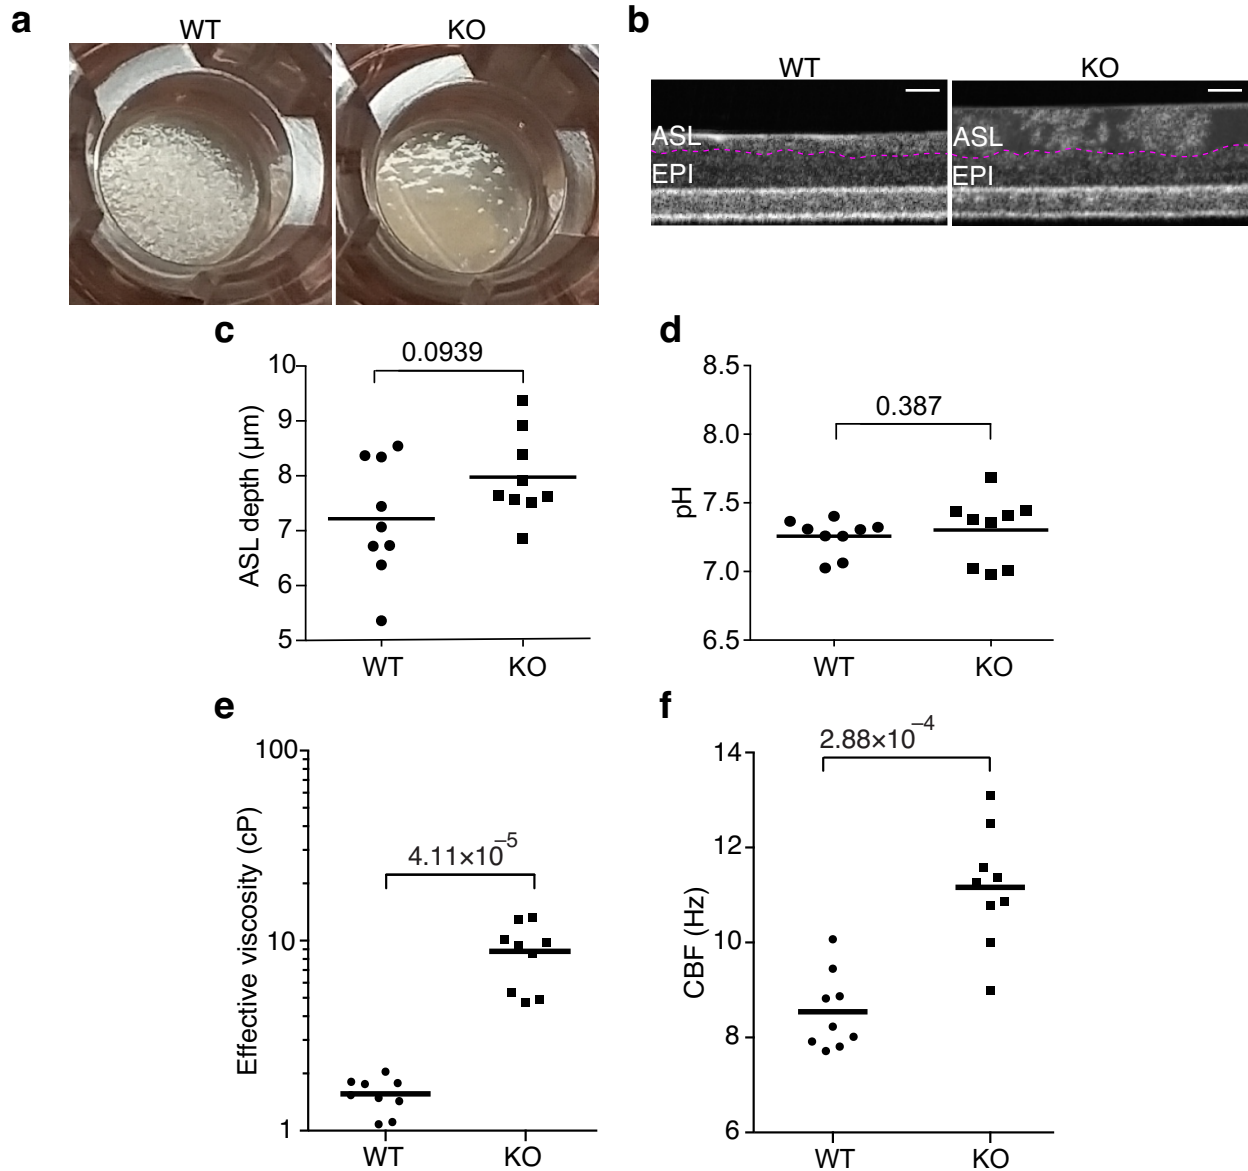 a
WT
KO
b
WT
KO
ASL
EPI
ASL
EPI
c
0.0939
ASL depth (µm)
10
9
8
7
6
5
WT
KO
d
0.387
pH
8.5
8.0
7.5
7.0
6.5
WT
KO
e
4.11×10⁻⁵
Effective viscosity (cP)
100
10
1
WT
KO
f
2.88×10⁻⁴
CBF (Hz)
14
12
10
8
6
WT
KO